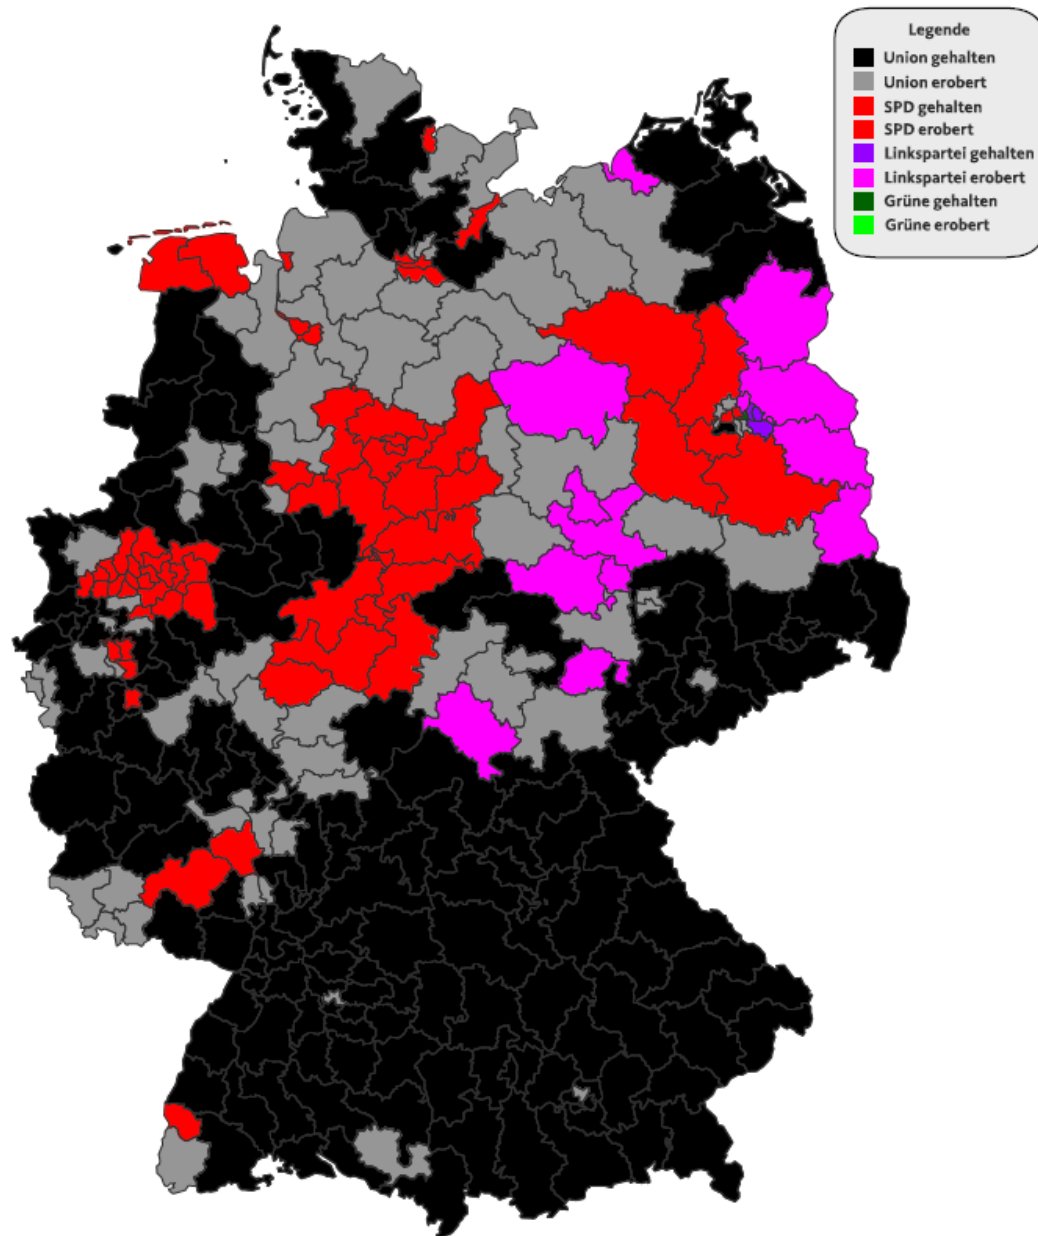 Legende
Union gehalten
Union erobert
SPD gehalten
SPD erobert
Linkspartei gehalten
Linkspartei erobert
Grüne gehalten
Grüne erobert